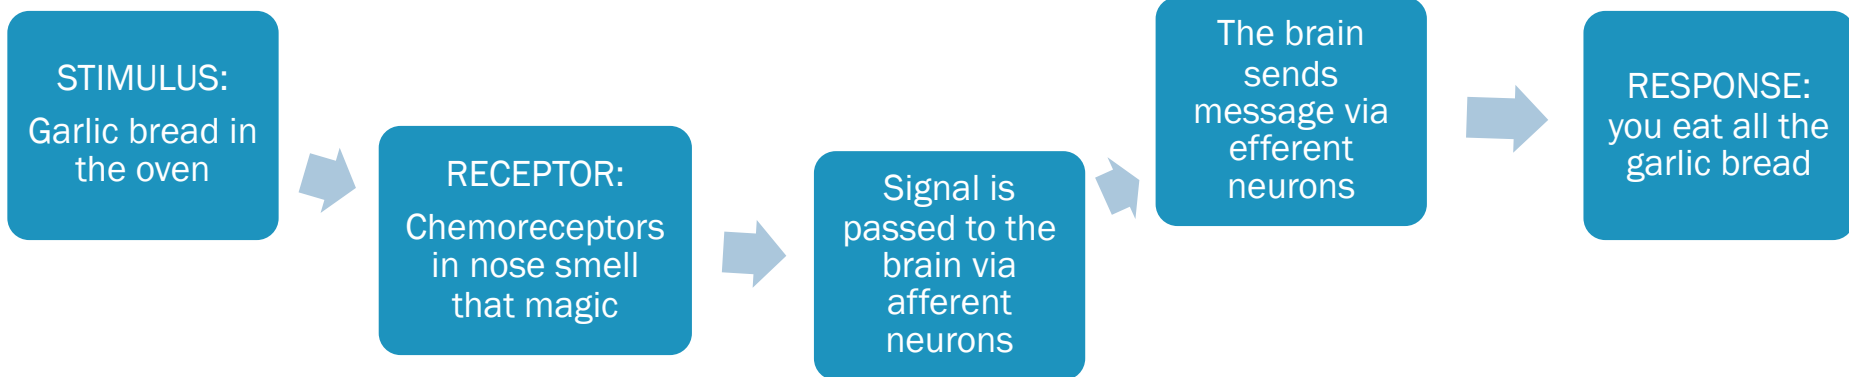 STIMULUS:
Garlic bread in
the oven
RECEPTOR:
Chemoreceptors
in nose smell
that magic
Signal is
passed to the
brain via
afferent
neurons
The brain
sends
message via
efferent
neurons
RESPONSE:
you eat all the
garlic bread